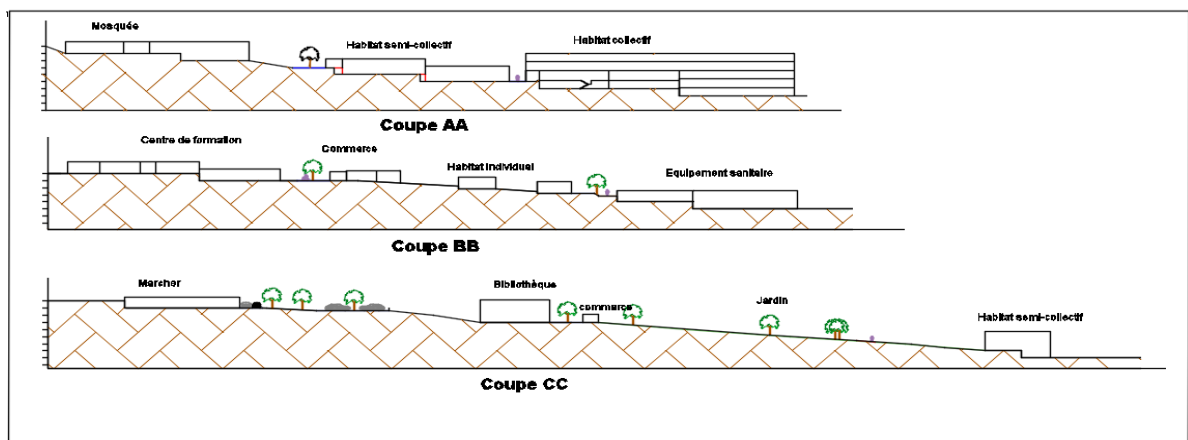 Mosquée
Habitat semi-collectif
Habitat collectif
Coupe AA
Centre de formation
Commerce
Habitat individuel
Equipement sanitaire
Coupe BB
Marcher
Bibliothèque
commerce
Jardin
Habitat semi-collectif
Coupe CC